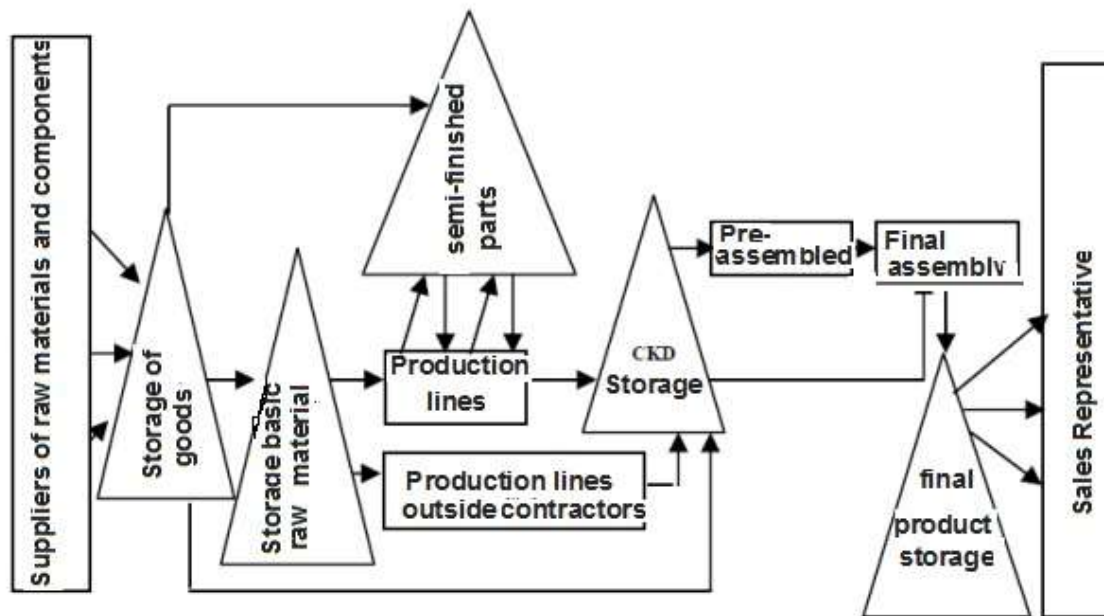 Suppliers of raw materials and components
Storage of
goods
Storage basic
raw material
semi-finished
parts
Production
lines
Production lines
outside contractors
CKD
Storage
Pre-
assembled
Final
assembly
final
product
storage
Sales Representative